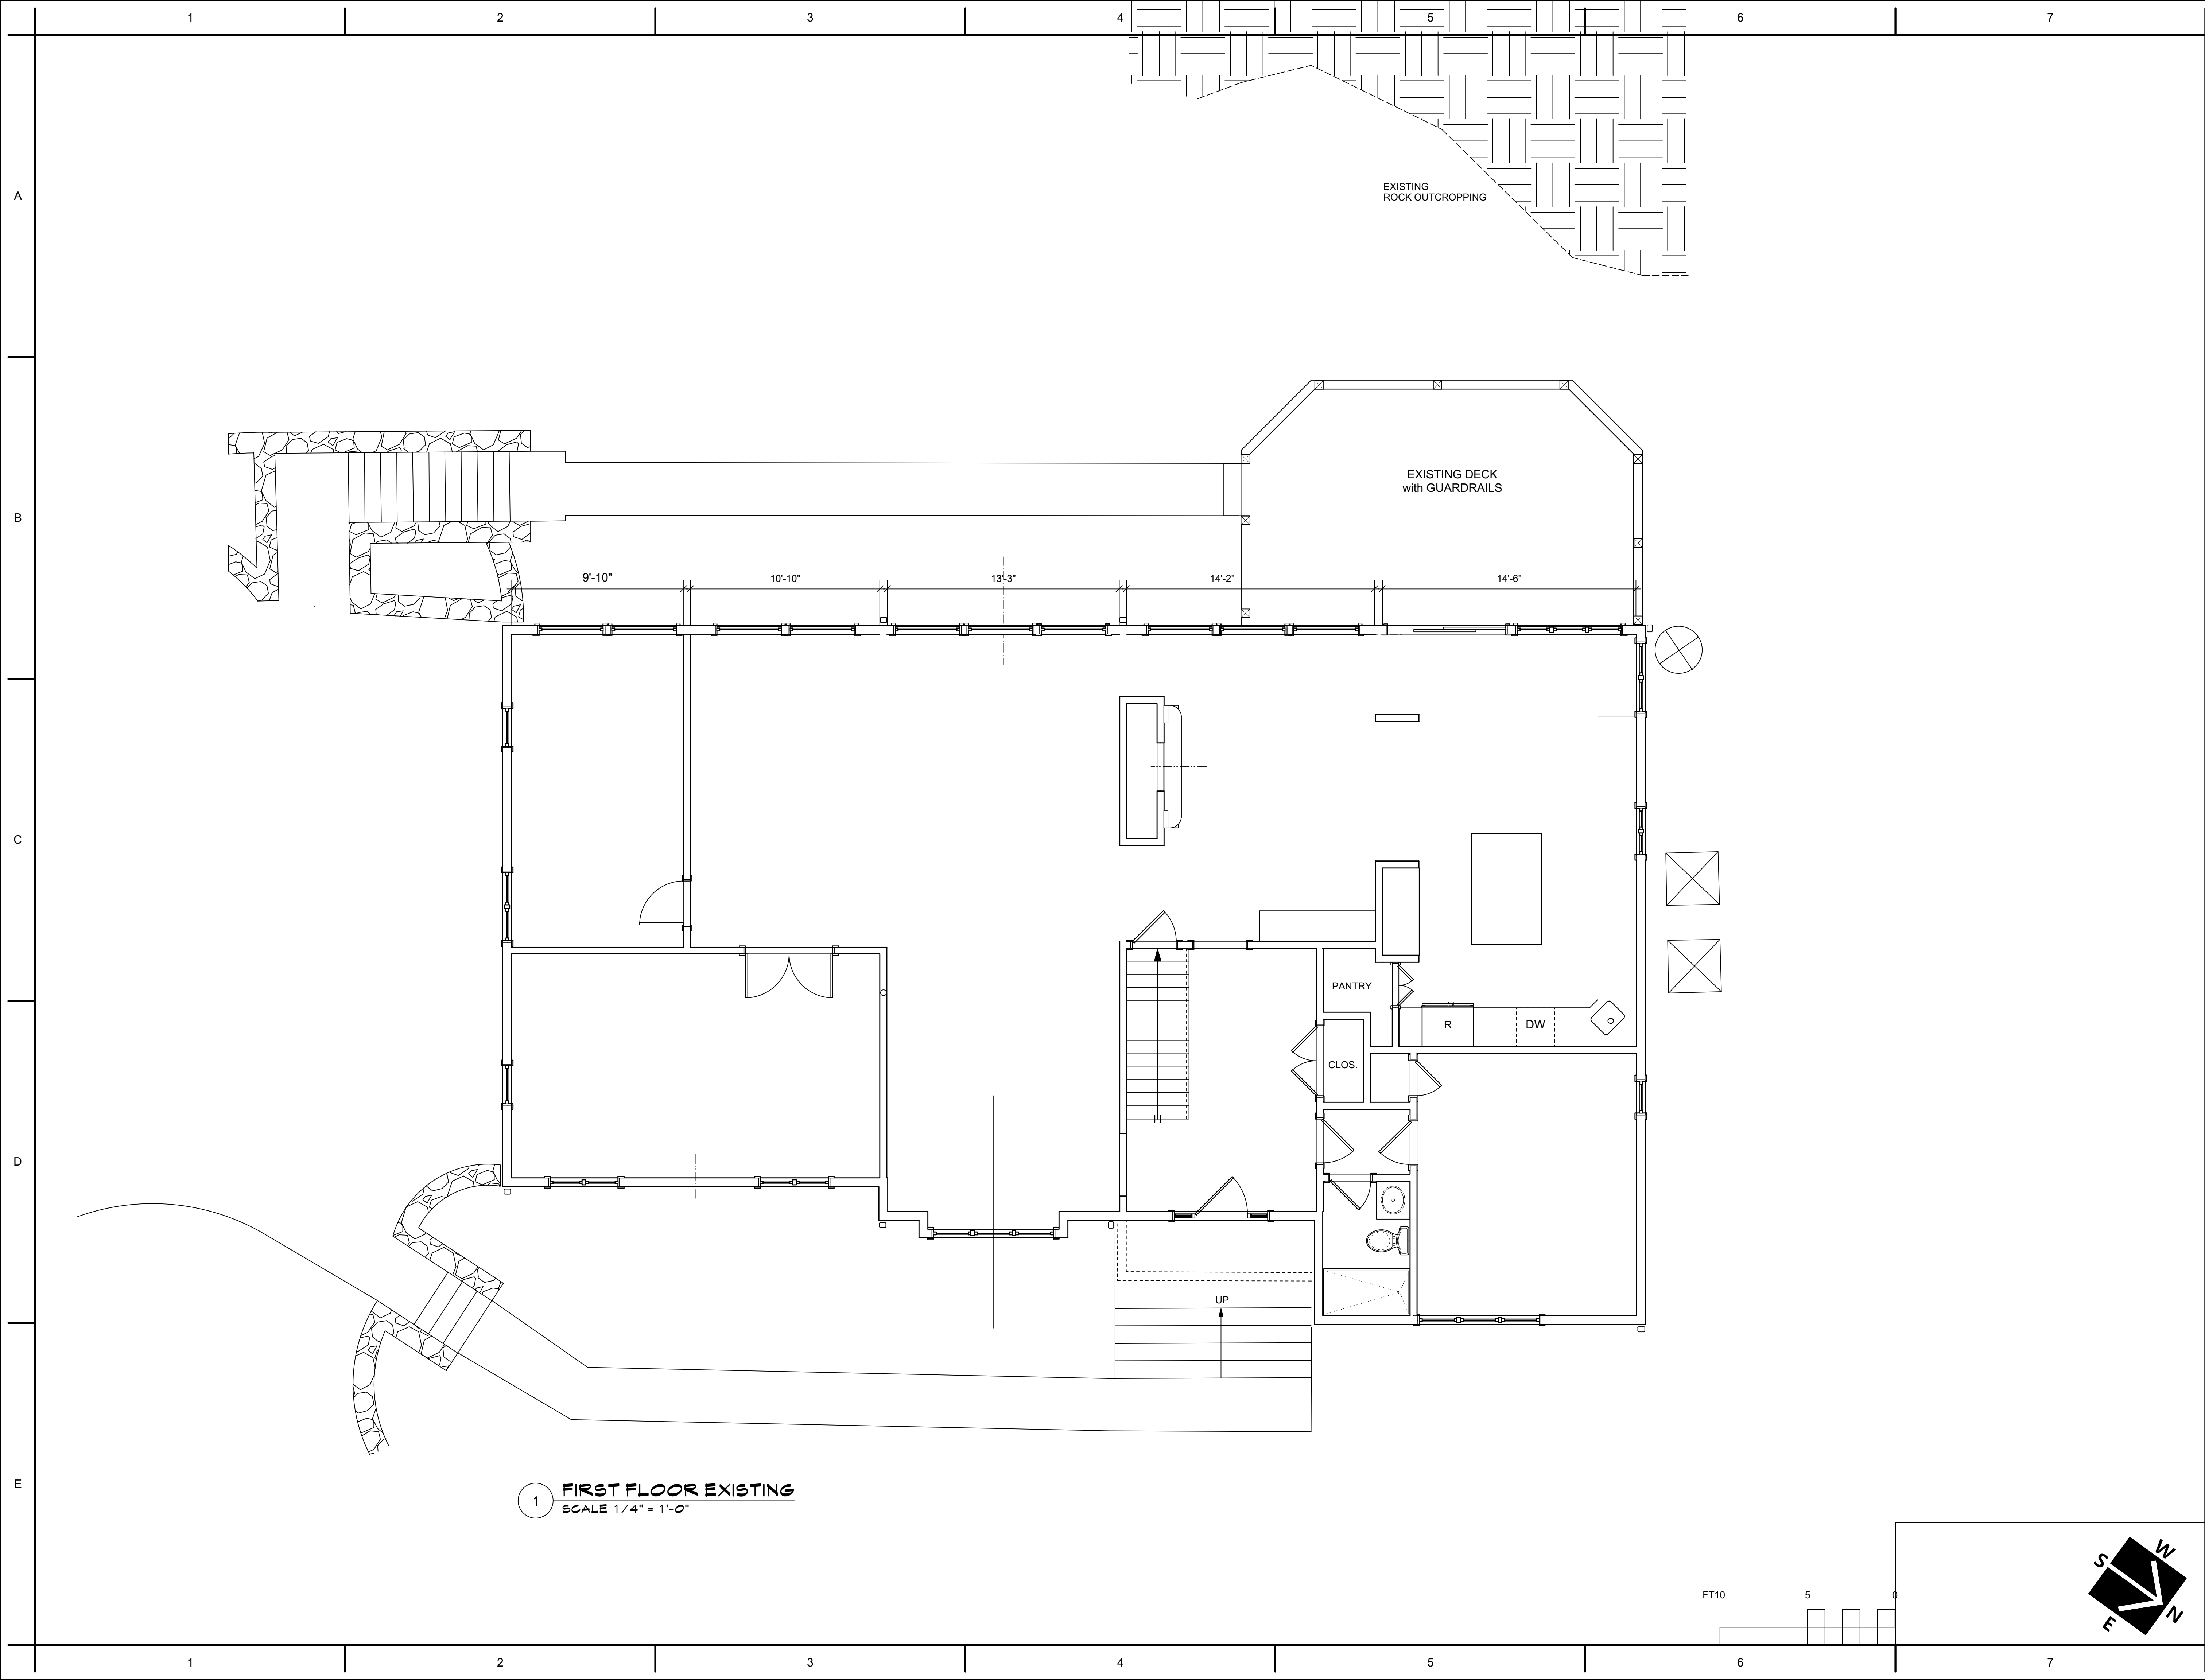 1 2 3 4 5 6 7
A
EXISTING
ROCK OUTCROPPING
EXISTING DECK
with GUARDRAILS
B
9'-10" 10'-10" 13'-3" 14'-2" 14'-6"
C
PANTRY
R DW
CLOS.
D
UP
E
1 FIRST FLOOR EXISTING
SCALE 1/4" = 1'-0"
FT10 5 0
S W
E N
1 2 3 4 5 6 7